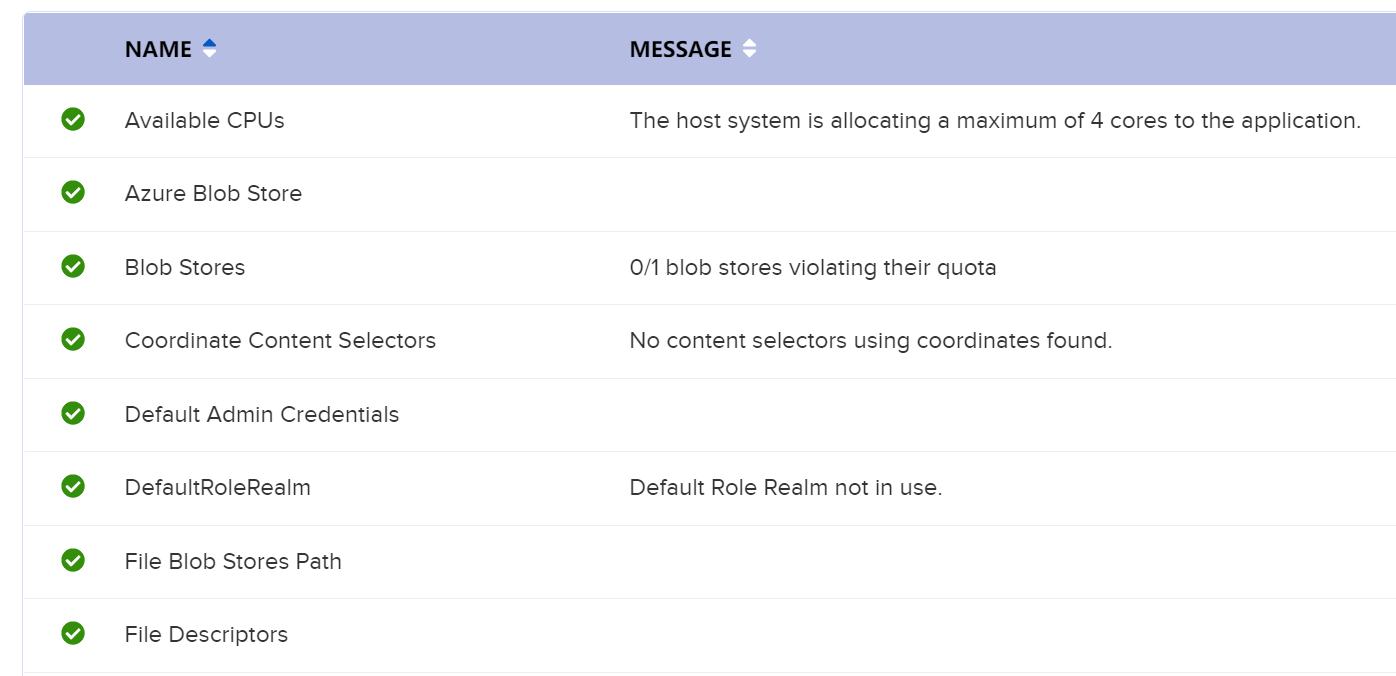 NAME MESSAGE
Available CPUs The host system is allocating a maximum of 4 cores to the application.
Azure Blob Store
Blob Stores 0/1 blob stores violating their quota
Coordinate Content Selectors No content selectors using coordinates found.
Default Admin Credentials
DefaultRoleRealm Default Role Realm not in use.
File Blob Stores Path
File Descriptors